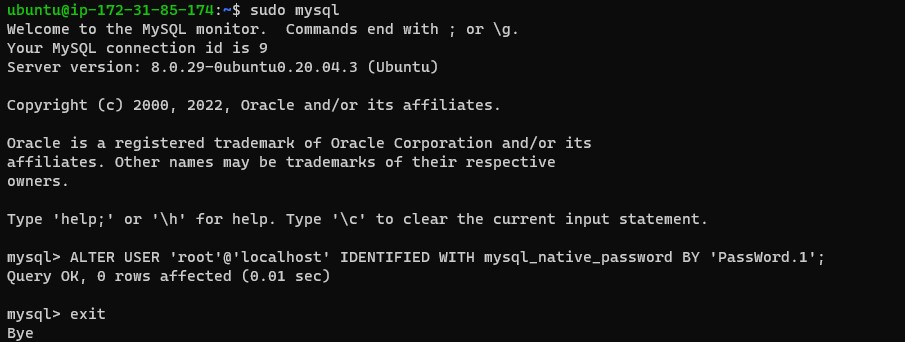 ubuntu@ip-172-31-85-174:~$ sudo mysql
Welcome to the MySQL monitor.  Commands end with ; or \g.
Your MySQL connection id is 9
Server version: 8.0.29-0ubuntu0.20.04.3 (Ubuntu)
Copyright (c) 2000, 2022, Oracle and/or its affiliates.
Oracle is a registered trademark of Oracle Corporation and/or its
affiliates. Other names may be trademarks of their respective
owners.
Type 'help;' or '\h' for help. Type '\c' to clear the current input statement.
mysql> ALTER USER 'root'@'localhost' IDENTIFIED WITH mysql_native_password BY 'PassWord.1';
Query OK, 0 rows affected (0.01 sec)
mysql> exit
Bye